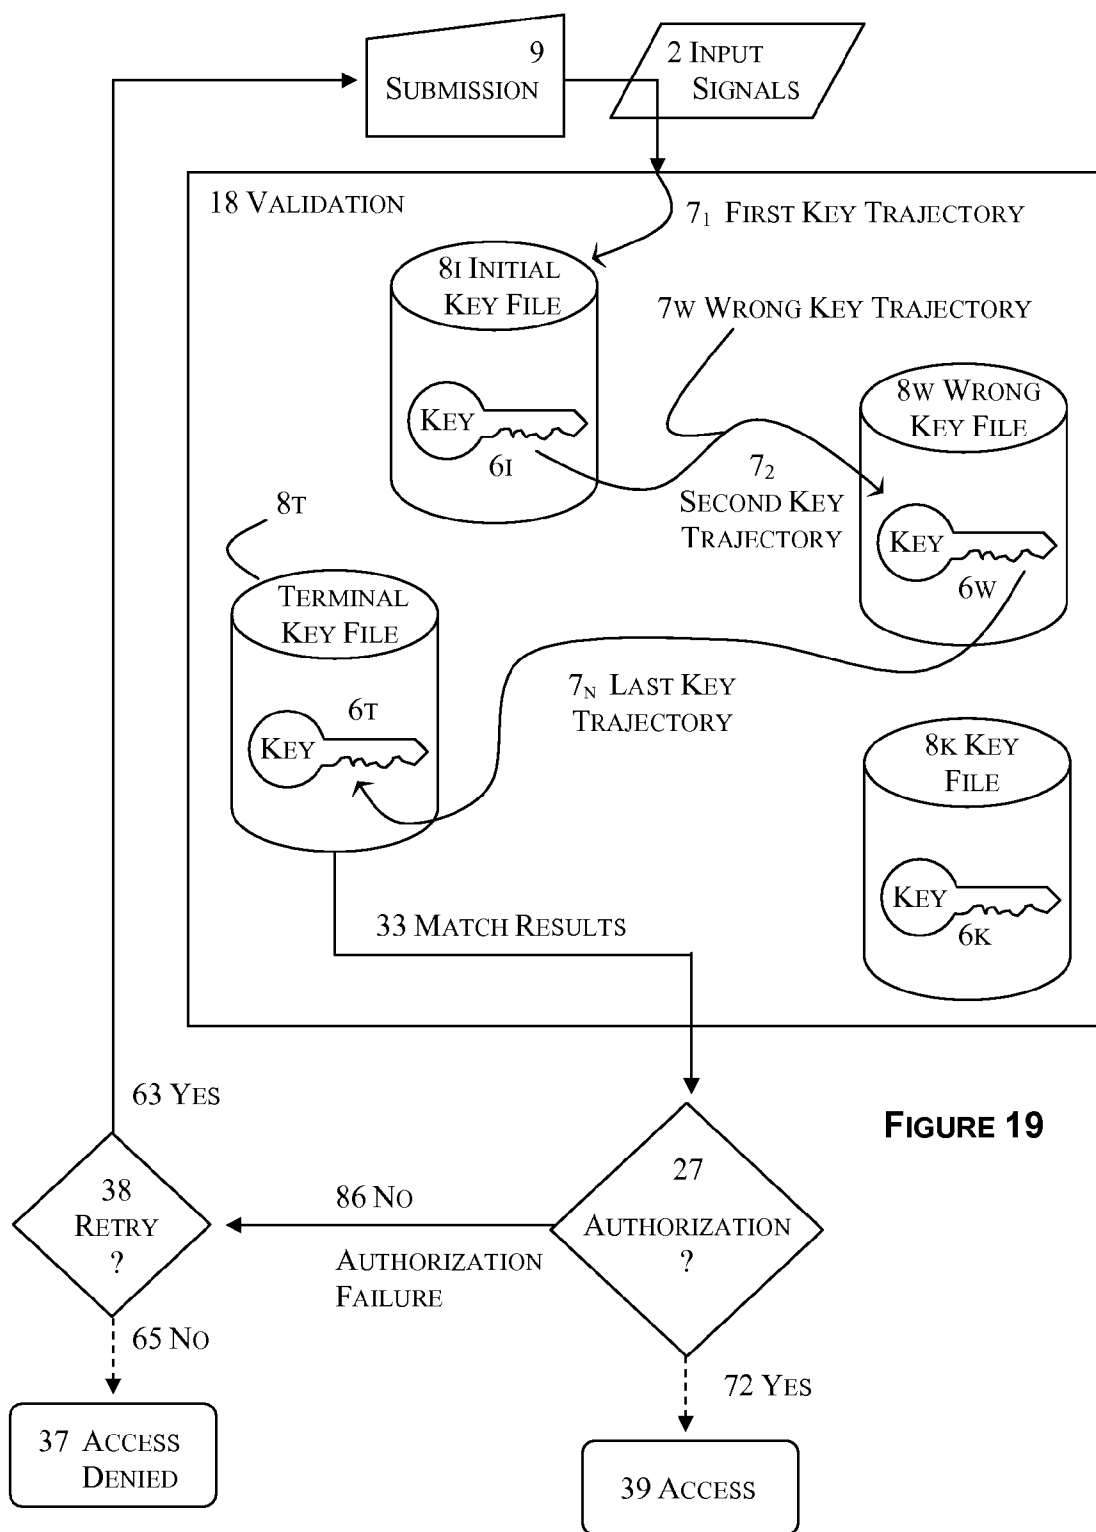 9
SUBMISSION
2 INPUT
SIGNALS
18 VALIDATION
7₁ FIRST KEY TRAJECTORY
8I INITIAL
KEY FILE
7W WRONG KEY TRAJECTORY
8W WRONG
KEY FILE
KEY
6I
7₂
SECOND KEY
TRAJECTORY
8T
KEY
6W
TERMINAL
KEY FILE
7N LAST KEY
TRAJECTORY
6T
KEY
8K KEY
FILE
KEY
6K
33 MATCH RESULTS
63 YES
FIGURE 19
38
RETRY
?
86 NO
AUTHORIZATION
FAILURE
27
AUTHORIZATION
?
65 NO
72 YES
37 ACCESS
DENIED
39 ACCESS